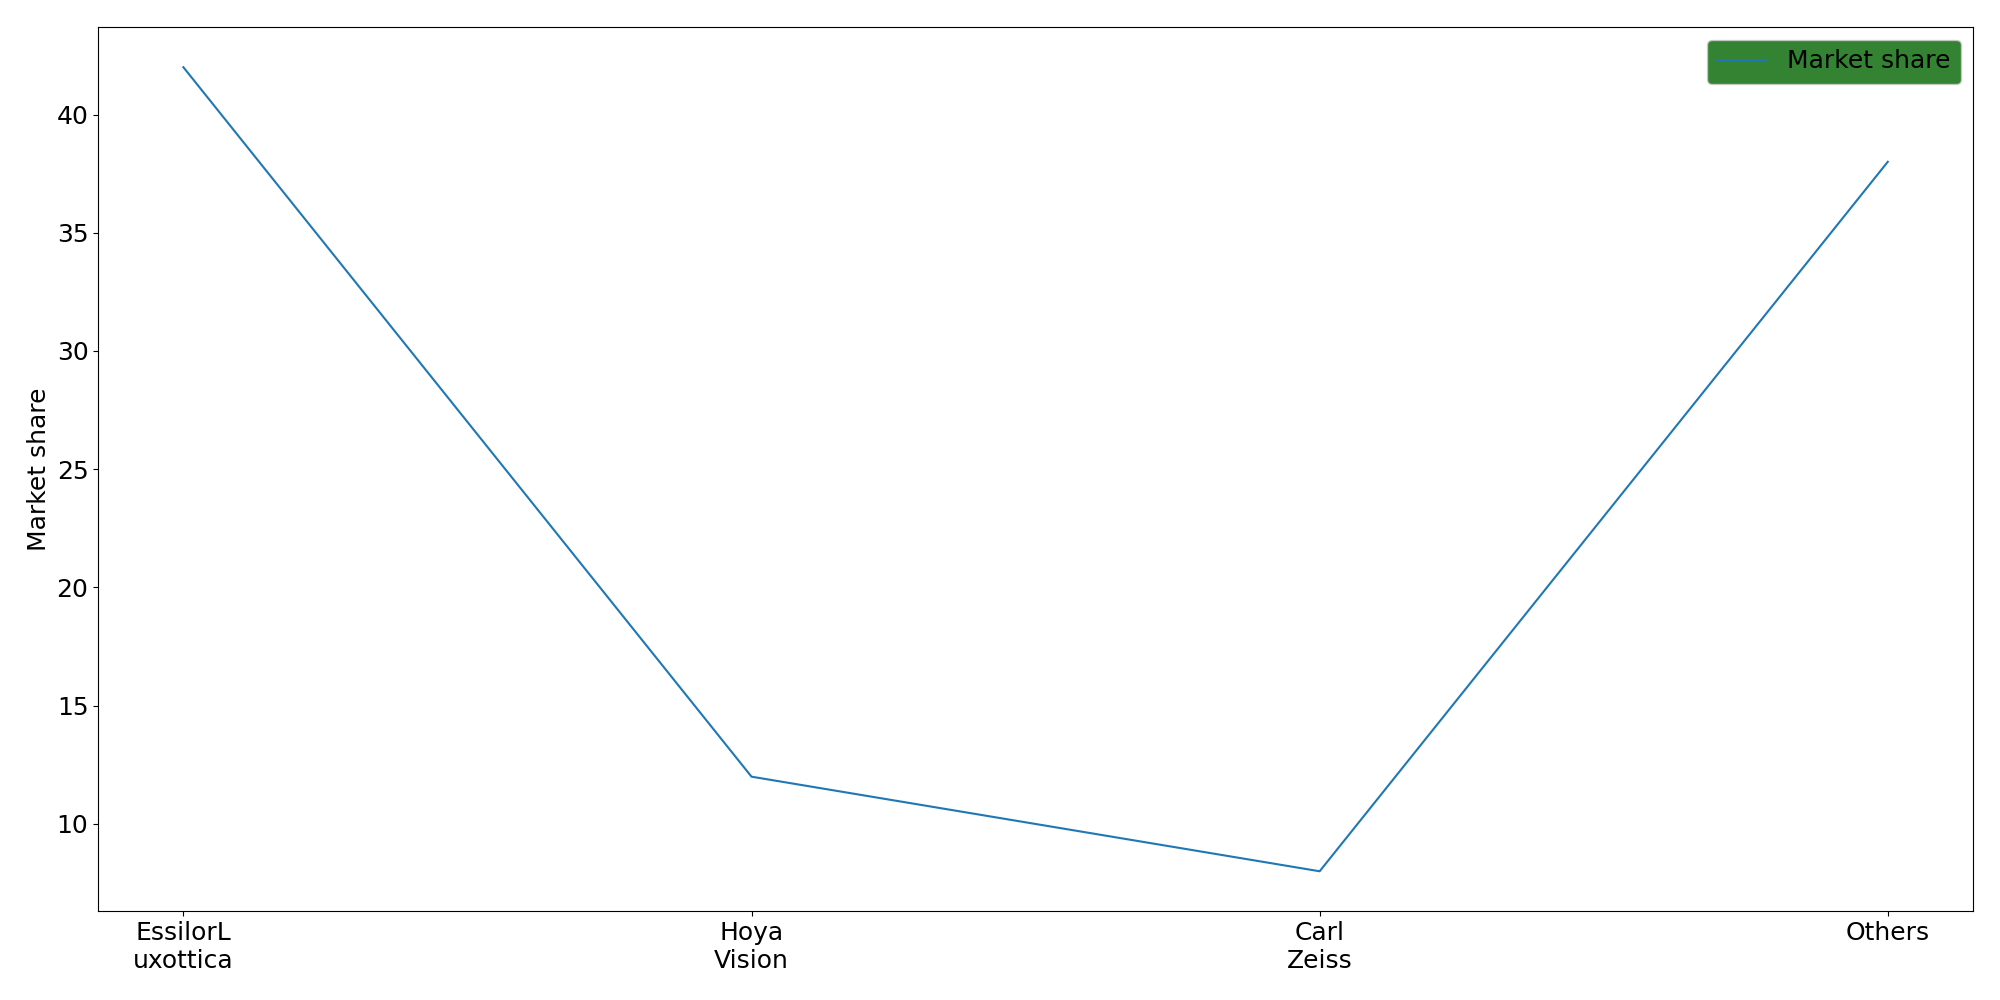 Market share
Market share
40
35
30
25
20
15
10
EssilorL
uxottica
Hoya
Vision
Carl
Zeiss
Others